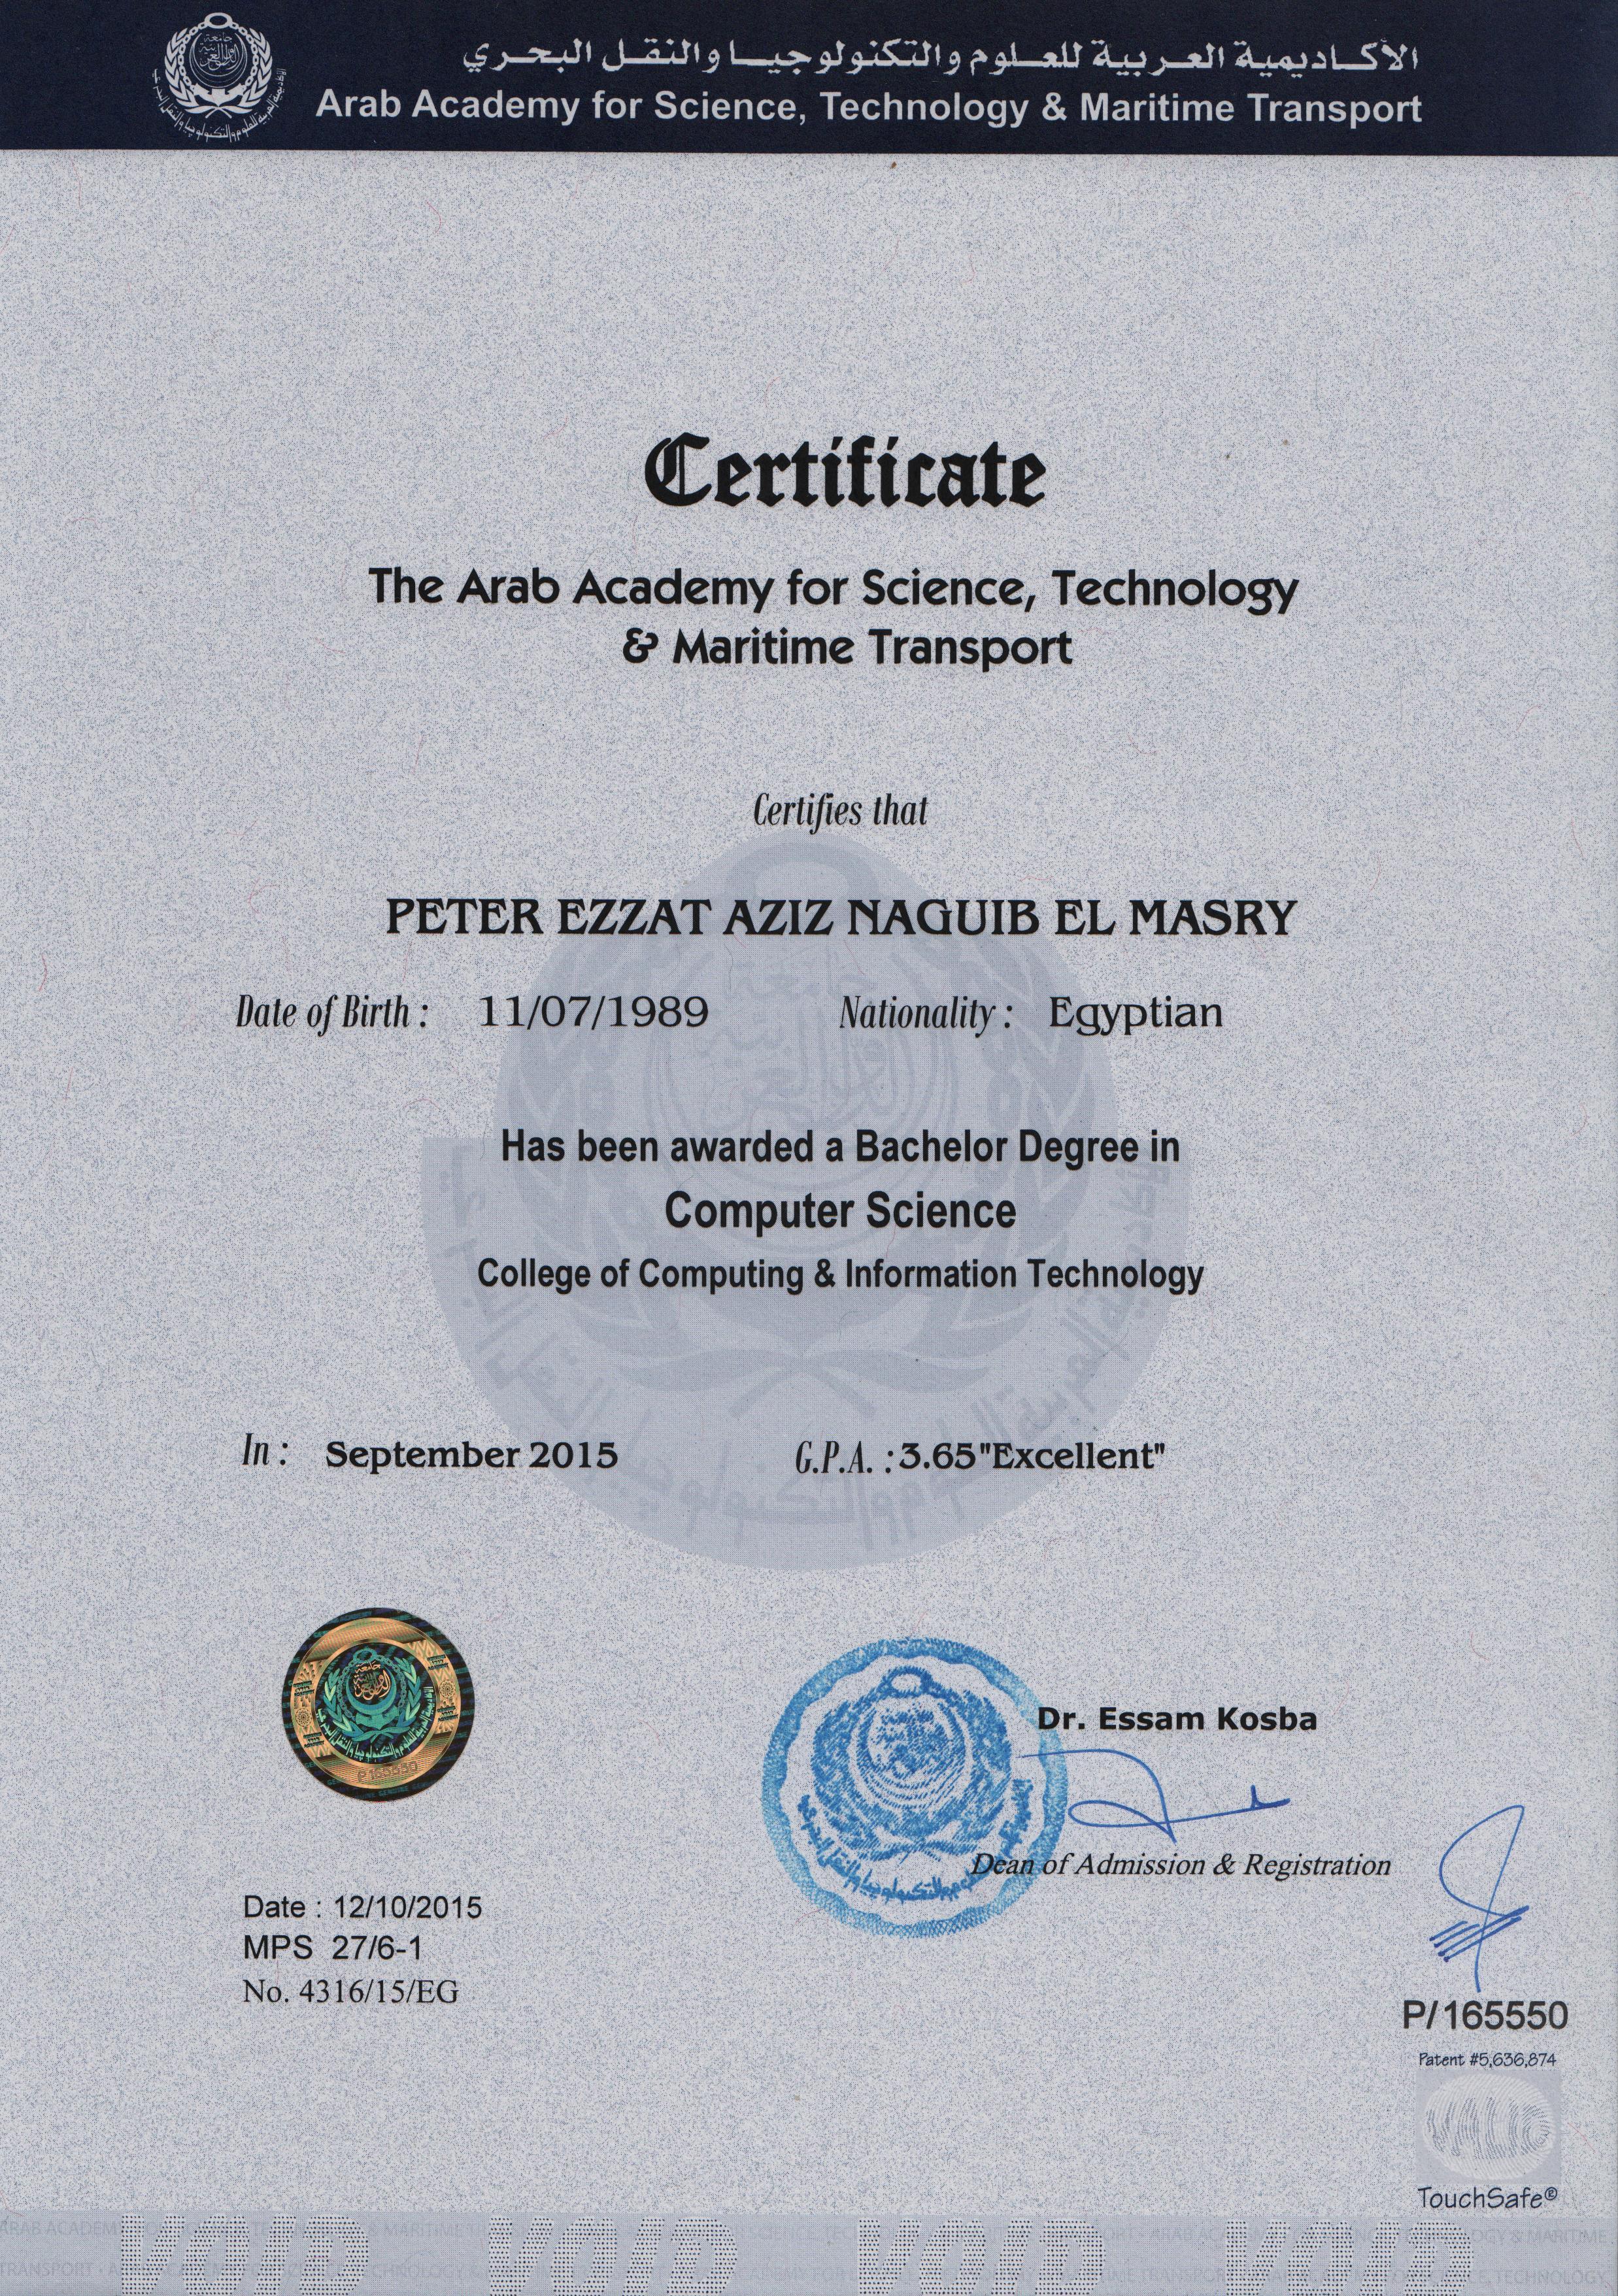 الأكاديمية العربية للعلوم والتكنولوجيا والنقل البحري
Arab Academy for Science, Technology & Maritime Transport
Certificate
The Arab Academy for Science, Technology
& Maritime Transport
Certifies that
PETER EZZAT AZIZ NAGUIB EL MASRY
Date of Birth : 11/07/1989 Nationality : Egyptian
Has been awarded a Bachelor Degree in
Computer Science
College of Computing & Information Technology
In : September 2015 G.P.A. : 3.65 "Excellent"
Dr. Essam Kosba
Dean of Admission & Registration
Date : 12/10/2015
MPS 27/6-1
No. 4316/15/EG
P/165550
Patent #5,636,874
VALID
TouchSafe®
VOID VOID VOID VOID